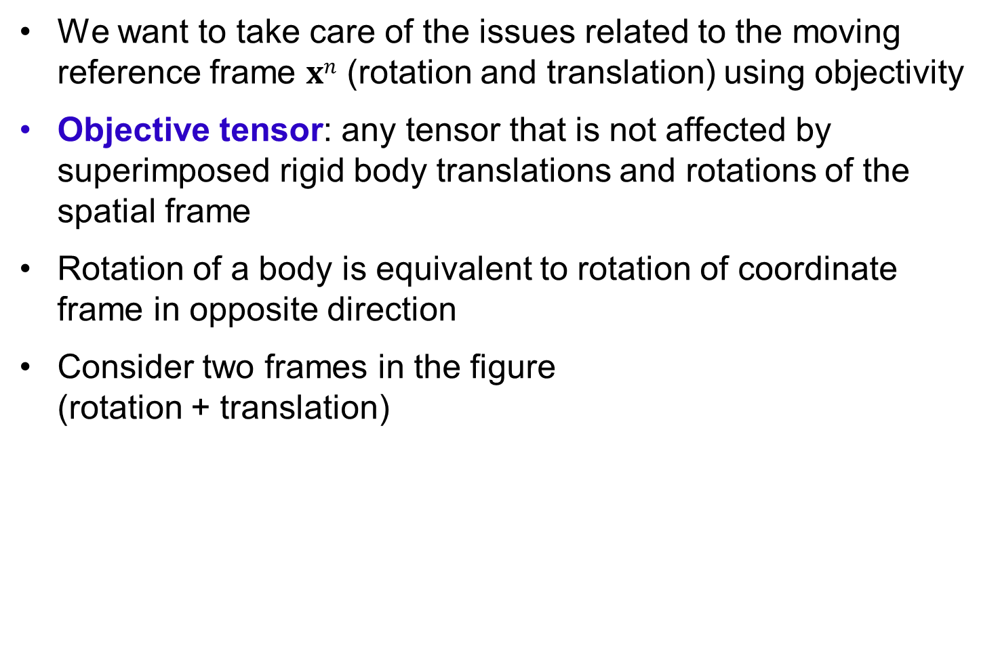 • We want to take care of the issues related to the moving
reference frame 𝐱ⁿ (rotation and translation) using objectivity
• Objective tensor: any tensor that is not affected by
superimposed rigid body translations and rotations of the
spatial frame
• Rotation of a body is equivalent to rotation of coordinate
frame in opposite direction
• Consider two frames in the figure
(rotation + translation)